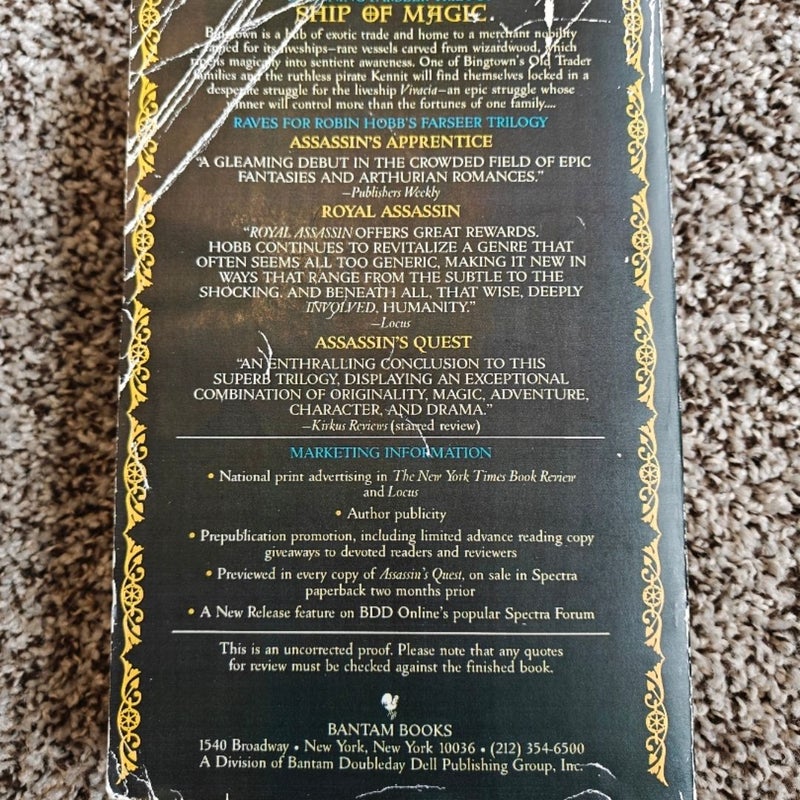 SHIP OF MAGIC.
Bingtown is a hub of exotic trade and home to a merchant nobility
famed for its liveships–rare vessels carved from wizardwood, which
ripens magically into sentient awareness. One of Bingtown's Old Trader
families and the ruthless pirate Kennit will find themselves locked in a
desperate struggle for the liveship Vivacia–an epic struggle whose
winner will control more than the fortunes of one family....
RAVES FOR ROBIN HOBB'S FARSEER TRILOGY
ASSASSIN'S APPRENTICE
"A GLEAMING DEBUT IN THE CROWDED FIELD OF EPIC
FANTASIES AND ARTHURIAN ROMANCES."
–Publishers Weekly
ROYAL ASSASSIN
"ROYAL ASSASSIN OFFERS GREAT REWARDS.
HOBB CONTINUES TO REVITALIZE A GENRE THAT
OFTEN SEEMS ALL TOO GENERIC, MAKING IT NEW IN
WAYS THAT RANGE FROM THE SUBTLE TO THE
SHOCKING. AND BENEATH ALL, THAT WISE, DEEPLY
INVOLVED, HUMANITY."
–Locus
ASSASSIN'S QUEST
"AN ENTHRALLING CONCLUSION TO THIS
SUPERB TRILOGY, DISPLAYING AN EXCEPTIONAL
COMBINATION OF ORIGINALITY, MAGIC, ADVENTURE,
CHARACTER, AND DRAMA."
–Kirkus Reviews (starred review)
MARKETING INFORMATION
• National print advertising in The New York Times Book Review
and Locus
• Author publicity
• Prepublication promotion, including limited advance reading copy
giveaways to devoted readers and reviewers
• Previewed in every copy of Assassin's Quest, on sale in Spectra
paperback two months prior
• A New Release feature on BDD Online's popular Spectra Forum
This is an uncorrected proof. Please note that any quotes
for review must be checked against the finished book.
BANTAM BOOKS
1540 Broadway • New York, New York 10036 • (212) 354-6500
A Division of Bantam Doubleday Dell Publishing Group, Inc.